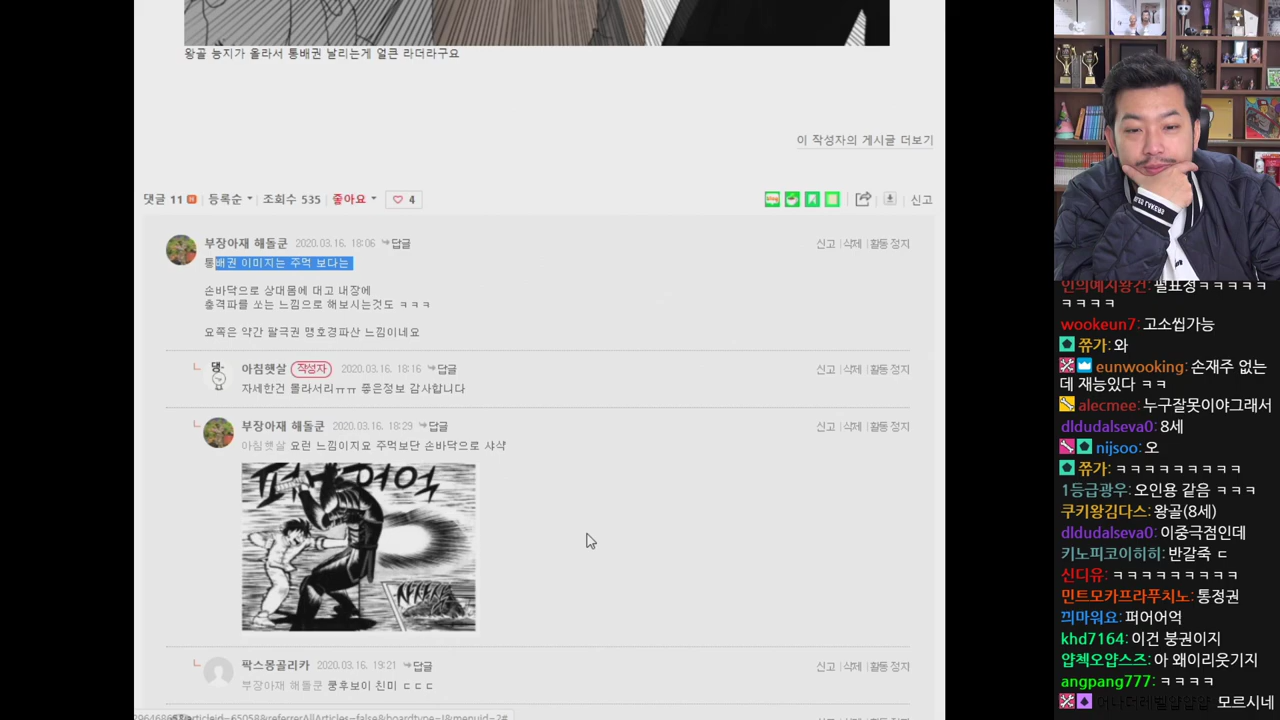 왕골 능지가 올라서 통배권 날리는게 얼큰 라더라구요
이 작성자의 게시글 더보기
댓글 11 등록순 조회수 535 좋아요 4
신고
부장아재 해돌쿤 2020.03.16. 18:06 답글
신고 삭제 활동정지
통배권 이미지는 주먹 보다는
손바닥으로 상대몸에 대고 내장에
충격파를 쏘는 느낌으로 해보시는것도 ㅋㅋㅋ
요쪽은 약간 팔극권 맹호경파산 느낌이네요
아침햇살 작성자 2020.03.16. 18:16 답글
신고 삭제 활동정지
자세한건 몰라서리ㅠㅠ 좋은정보 감사합니다
부장아재 해돌쿤 2020.03.16. 18:29 답글
신고 삭제 활동정지
아침햇살 요런 느낌이지요 주먹보단 손바닥으로 샤샥
팍스몽골리카 2020.03.16. 19:21 답글
신고 삭제 활동정지
부장아재 해돌쿤 쿵후보이 친미 ㄷㄷㄷ
ㅋㅋㅋㅋ
wookeun7: 고소씹가능
쮸가: 와
eunwooking: 손재주 없는
데 재능있다 ㅋㅋ
alecmee: 누구잘못이야그래서
dldudalseva0: 8세
nijsoo: 오
쮸가: ㅋㅋㅋㅋㅋㅋㅋㅋㅋ
1등급광우: 오인용 같음 ㅋㅋㅋ
쿠키왕김다스: 왕골(8세)
dldudalseva0: 이중극점인데
키노피코이히히: 반갈죽 ㄷ
신디유: ㅋㅋㅋㅋㅋㅋㅋㅋㅋ
민트모카프라푸치노: 통정권
끠마워요: 퍼어어억
khd7164: 이건 붕권이지
얍첵오얍스즈: 아 왜이리웃기지
angpang777: ㅋㅋㅋㅋ
모르시네